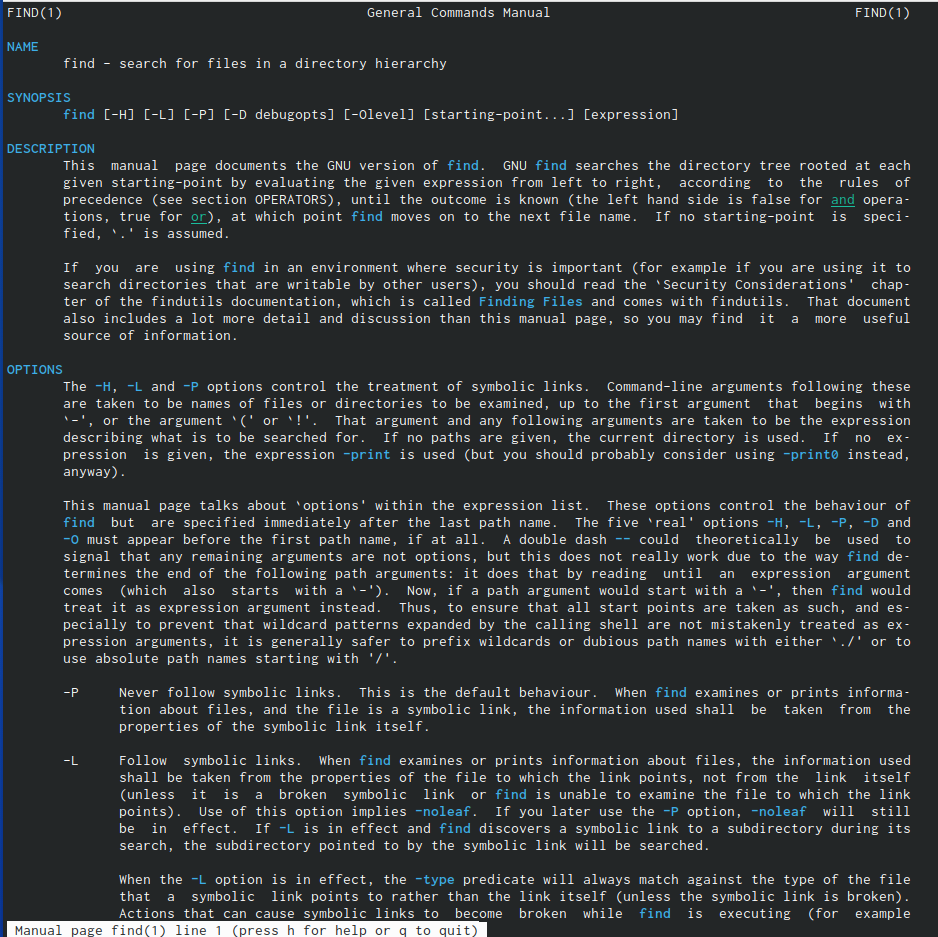 FIND(1) General Commands Manual FIND(1)
NAME
find - search for files in a directory hierarchy
SYNOPSIS
find [-H] [-L] [-P] [-D debugopts] [-Olevel] [starting-point...] [expression]
DESCRIPTION
This manual page documents the GNU version of find. GNU find searches the directory tree rooted at each
given starting-point by evaluating the given expression from left to right, according to the rules of
precedence (see section OPERATORS), until the outcome is known (the left hand side is false for and opera-
tions, true for or), at which point find moves on to the next file name. If no starting-point is speci-
fied, `.' is assumed.
If you are using find in an environment where security is important (for example if you are using it to
search directories that are writable by other users), you should read the `Security Considerations' chap-
ter of the findutils documentation, which is called Finding Files and comes with findutils. That document
also includes a lot more detail and discussion than this manual page, so you may find it a more useful
source of information.
OPTIONS
The -H, -L and -P options control the treatment of symbolic links. Command-line arguments following these
are taken to be names of files or directories to be examined, up to the first argument that begins with
`-', or the argument `(' or `!'. That argument and any following arguments are taken to be the expression
describing what is to be searched for. If no paths are given, the current directory is used. If no ex-
pression is given, the expression -print is used (but you should probably consider using -print0 instead,
anyway).
This manual page talks about `options' within the expression list. These options control the behaviour of
find but are specified immediately after the last path name. The five `real' options -H, -L, -P, -D and
-O must appear before the first path name, if at all. A double dash -- could theoretically be used to
signal that any remaining arguments are not options, but this does not really work due to the way find de-
termines the end of the following path arguments: it does that by reading until an expression argument
comes (which also starts with a `-'). Now, if a path argument would start with a `-', then find would
treat it as expression argument instead. Thus, to ensure that all start points are taken as such, and es-
pecially to prevent that wildcard patterns expanded by the calling shell are not mistakenly treated as ex-
pression arguments, it is generally safer to prefix wildcards or dubious path names with either `./' or to
use absolute path names starting with '/'.
-P Never follow symbolic links. This is the default behaviour. When find examines or prints informa-
tion about files, and the file is a symbolic link, the information used shall be taken from the
properties of the symbolic link itself.
-L Follow symbolic links. When find examines or prints information about files, the information used
shall be taken from the properties of the file to which the link points, not from the link itself
(unless it is a broken symbolic link or find is unable to examine the file to which the link
points). Use of this option implies -noleaf. If you later use the -P option, -noleaf will still
be in effect. If -L is in effect and find discovers a symbolic link to a subdirectory during its
search, the subdirectory pointed to by the symbolic link will be searched.
When the -L option is in effect, the -type predicate will always match against the type of the file
that a symbolic link points to rather than the link itself (unless the symbolic link is broken).
Actions that can cause symbolic links to become broken while find is executing (for example
Manual page find(1) line 1 (press h for help or q to quit)